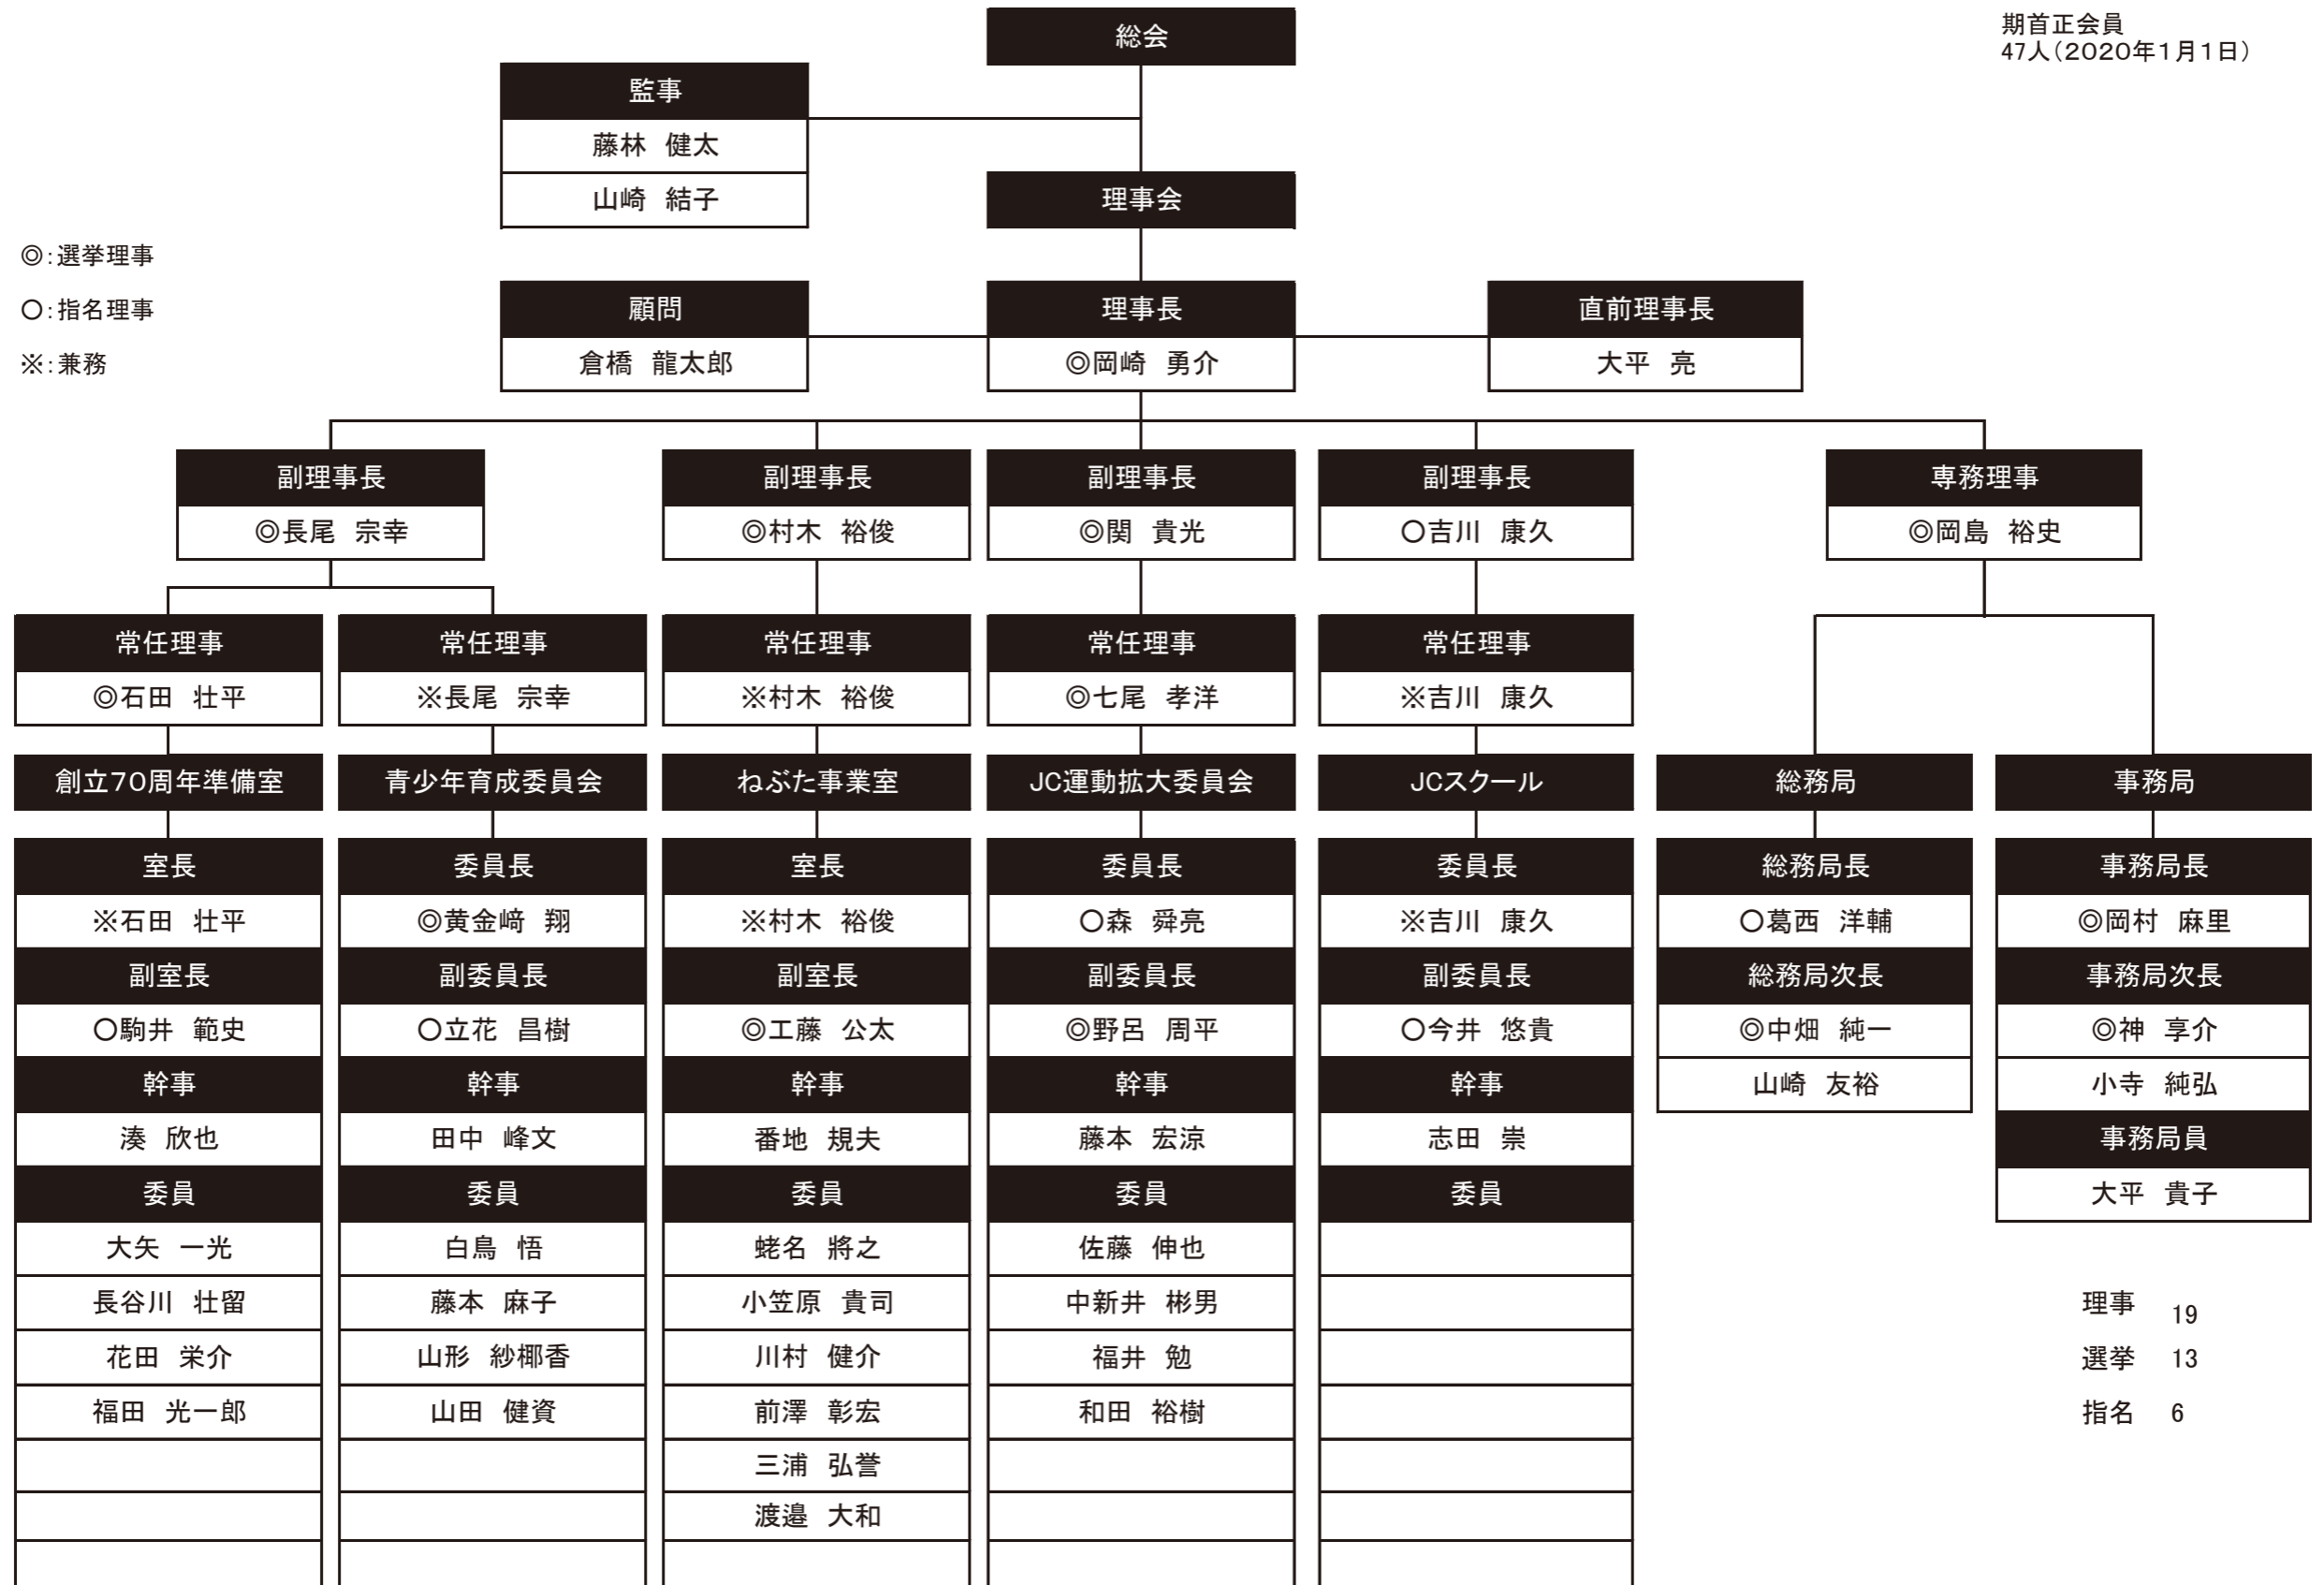 総会
期首正会員
47人（2020年1月1日）
監事
藤林 健太
山崎 結子
理事会
◎：選挙理事
〇：指名理事
※：兼務
顧問
倉橋 龍太郎
理事長
◎岡崎 勇介
直前理事長
大平 亮
副理事長
◎長尾 宗幸
副理事長
◎村木 裕俊
副理事長
◎関 貴光
副理事長
〇吉川 康久
専務理事
◎岡島 裕史
常任理事
◎石田 壮平
常任理事
※長尾 宗幸
常任理事
※村木 裕俊
常任理事
◎七尾 孝洋
常任理事
※吉川 康久
創立70周年準備室
室長
※石田 壮平
副室長
〇駒井 範史
幹事
湊 欣也
委員
大矢 一光
長谷川 壮留
花田 栄介
福田 光一郎
青少年育成委員会
委員長
◎黄金﨑 翔
副委員長
〇立花 昌樹
幹事
田中 峰文
委員
白鳥 悟
藤本 麻子
山形 紗椰香
山田 健資
ねぶた事業室
室長
※村木 裕俊
副室長
◎工藤 公太
幹事
番地 規夫
委員
蛯名 將之
小笠原 貴司
川村 健介
前澤 彰宏
三浦 弘誉
渡邉 大和
JC運動拡大委員会
委員長
〇森 舜亮
副委員長
◎野呂 周平
幹事
藤本 宏涼
委員
佐藤 伸也
中新井 彬男
福井 勉
和田 裕樹
JCスクール
委員長
※吉川 康久
副委員長
〇今井 悠貴
幹事
志田 崇
委員
総務局
総務局長
〇葛西 洋輔
総務局次長
◎中畑 純一
山崎 友裕
事務局
事務局長
◎岡村 麻里
事務局次長
◎神 享介
小寺 純弘
事務局員
大平 貴子
理事 19
選挙 13
指名 6